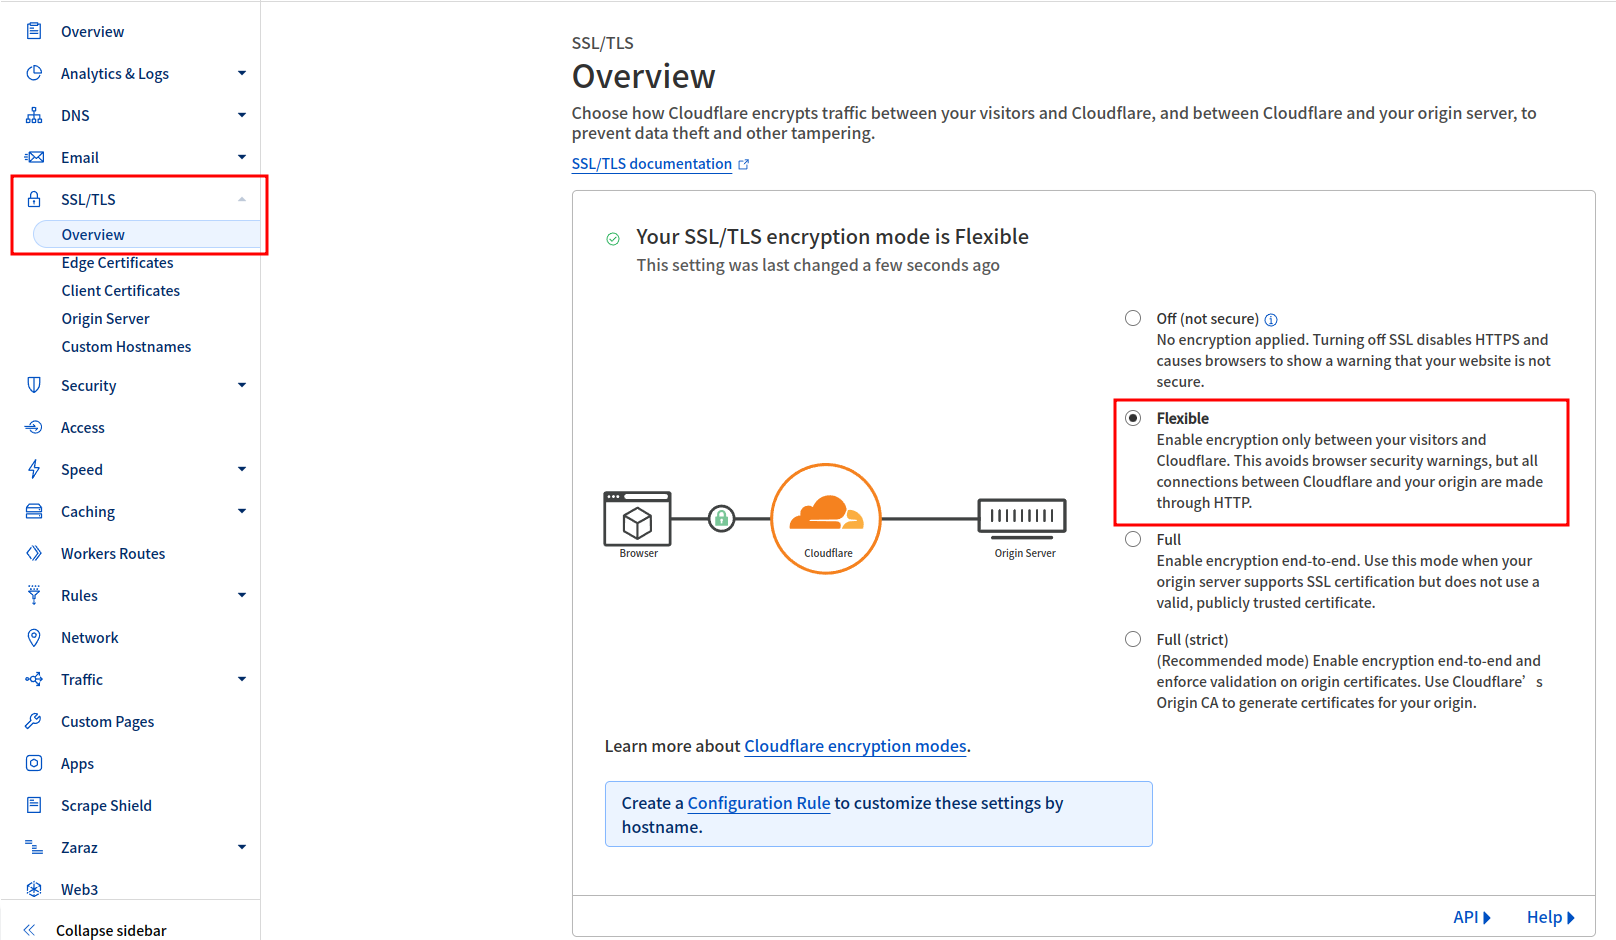 Overview
Analytics & Logs
DNS
Email
SSL/TLS
Overview
Edge Certificates
Client Certificates
Origin Server
Custom Hostnames
Security
Access
Speed
Caching
Workers Routes
Rules
Network
Traffic
Custom Pages
Apps
Scrape Shield
Zaraz
Web3
Collapse sidebar
SSL/TLS
Overview
Choose how Cloudflare encrypts traffic between your visitors and Cloudflare, and between Cloudflare and your origin server, to
prevent data theft and other tampering.
SSL/TLS documentation
Your SSL/TLS encryption mode is Flexible
This setting was last changed a few seconds ago
Browser
Cloudflare
Origin Server
Off (not secure)
No encryption applied. Turning off SSL disables HTTPS and
causes browsers to show a warning that your website is not
secure.
Flexible
Enable encryption only between your visitors and
Cloudflare. This avoids browser security warnings, but all
connections between Cloudflare and your origin are made
through HTTP.
Full
Enable encryption end-to-end. Use this mode when your
origin server supports SSL certification but does not use a
valid, publicly trusted certificate.
Full (strict)
(Recommended mode) Enable encryption end-to-end and
enforce validation on origin certificates. Use Cloudflare’s
Origin CA to generate certificates for your origin.
Learn more about Cloudflare encryption modes.
Create a Configuration Rule to customize these settings by
hostname.
API
Help